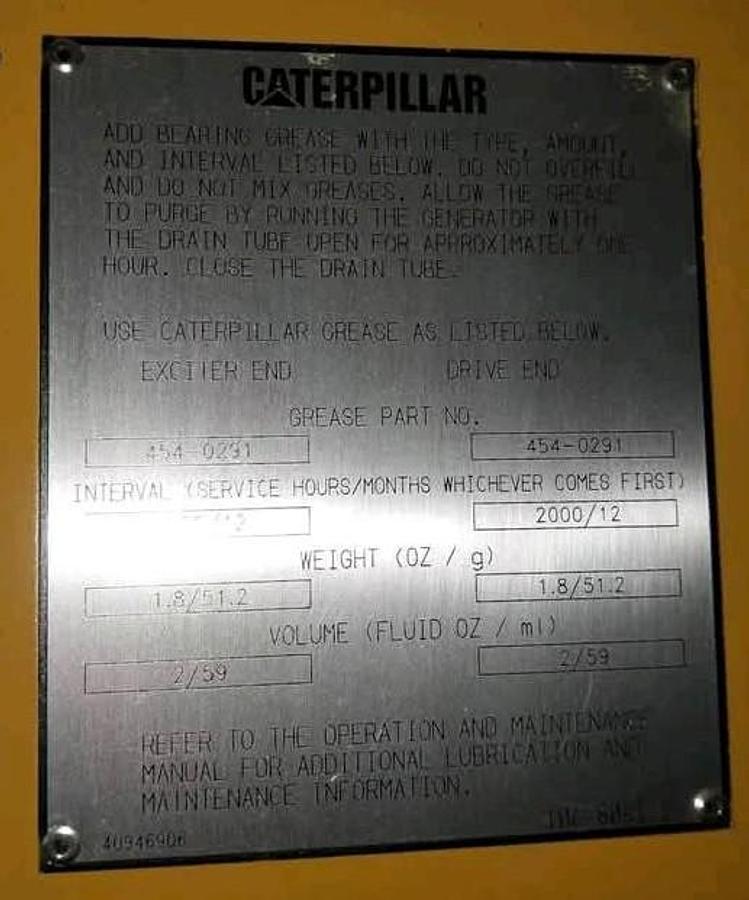 CATERPILLAR
ADD BEARING GREASE WITH THE TYPE, AMOUNT,
AND INTERVAL LISTED BELOW. DO NOT OVERFILL
AND DO NOT MIX GREASES. ALLOW THE GREASE
TO PURGE BY RUNNING THE GENERATOR WITH
THE DRAIN TUBE OPEN FOR APPROXIMATELY ONE
HOUR. CLOSE THE DRAIN TUBE.
USE CATERPILLAR GREASE AS LISTED BELOW.
EXCITER END DRIVE END
GREASE PART NO.
454-0291 454-0291
INTERVAL (SERVICE HOURS/MONTHS WHICHEVER COMES FIRST)
2000/12
WEIGHT (OZ / g)
1.8/51.2 1.8/51.2
VOLUME (FLUID OZ / ml)
2/59 2/59
REFER TO THE OPERATION AND MAINTENANCE
MANUAL FOR ADDITIONAL LUBRICATION AND
MAINTENANCE INFORMATION.
40946906